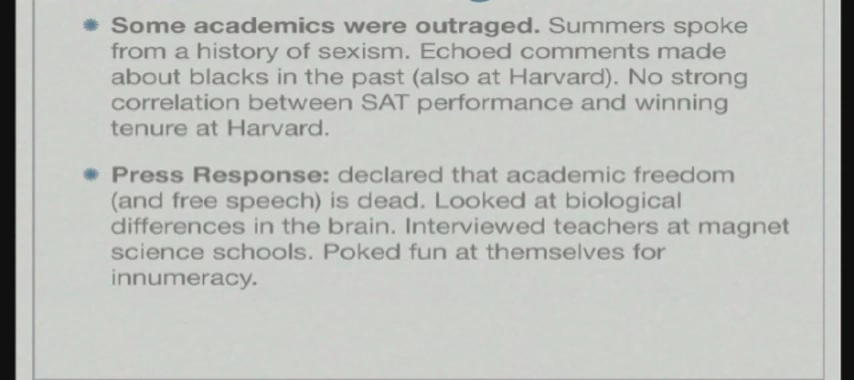 Some academics were outraged. Summers spoke
from a history of sexism. Echoed comments made
about blacks in the past (also at Harvard). No strong
correlation between SAT performance and winning
tenure at Harvard.
Press Response: declared that academic freedom
(and free speech) is dead. Looked at biological
differences in the brain. Interviewed teachers at magnet
science schools. Poked fun at themselves for
innumeracy.